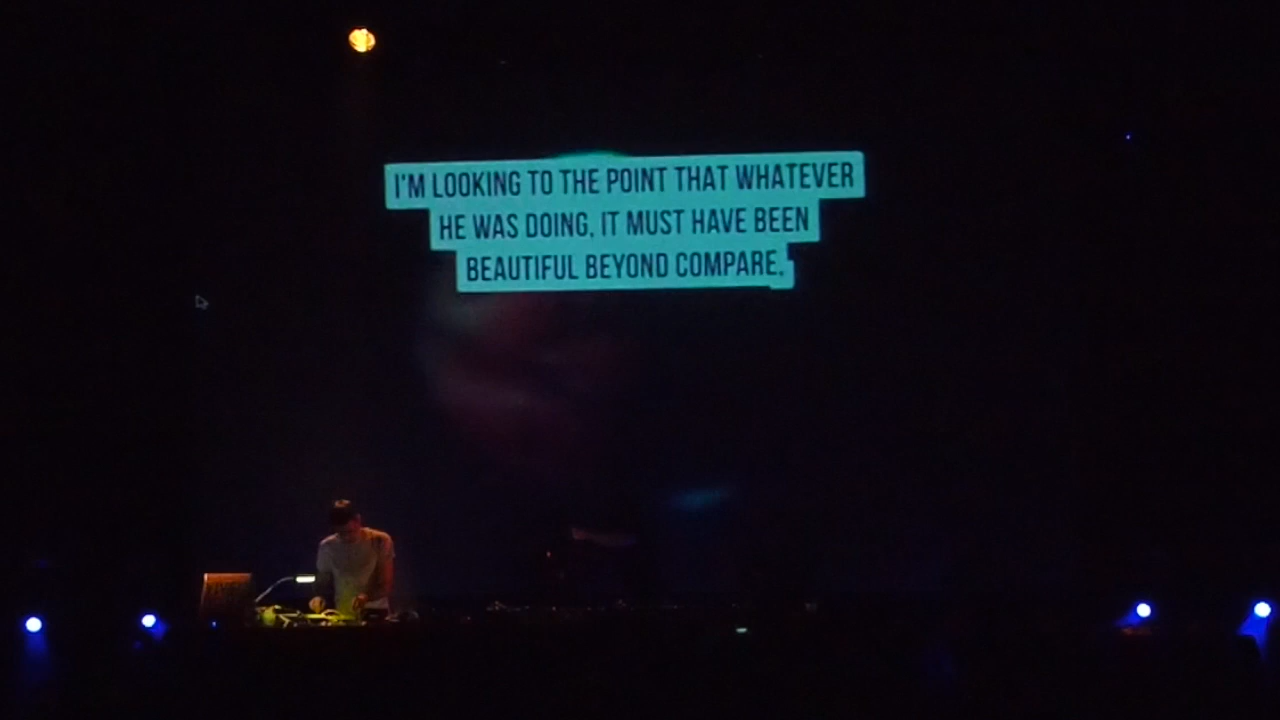 I'M LOOKING TO THE POINT THAT WHATEVER
HE WAS DOING, IT MUST HAVE BEEN
BEAUTIFUL BEYOND COMPARE.